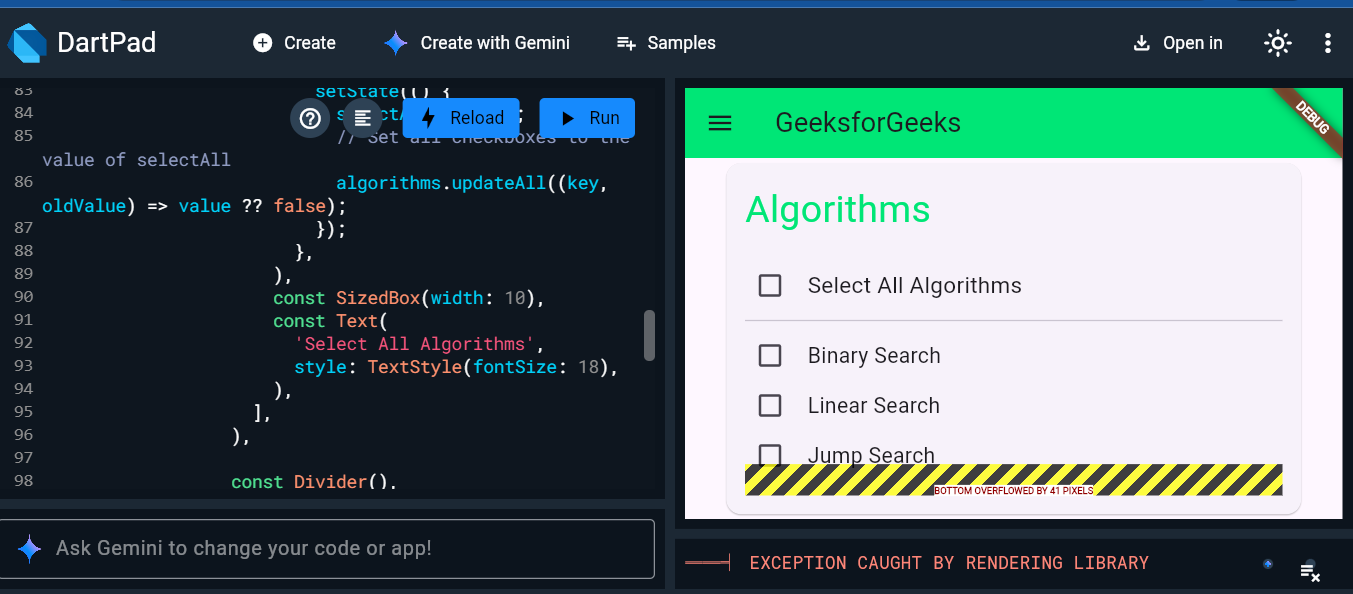 DartPad
Create
Create with Gemini
Samples
Open in
83 setState(() {
84
85 // Set all checkboxes to the
value of selectAll
86 algorithms.updateAll((key,
oldValue) => value ?? false);
87 });
88 },
89 ),
90 const SizedBox(width: 10),
91 const Text(
92 'Select All Algorithms',
93 style: TextStyle(fontSize: 18),
94 ),
95 ],
96 ),
97
98 const Divider(),
Reload
Run
Ask Gemini to change your code or app!
GeeksforGeeks
DEBUG
Algorithms
Select All Algorithms
Binary Search
Linear Search
Jump Search
BOTTOM OVERFLOWED BY 41 PIXELS
EXCEPTION CAUGHT BY RENDERING LIBRARY